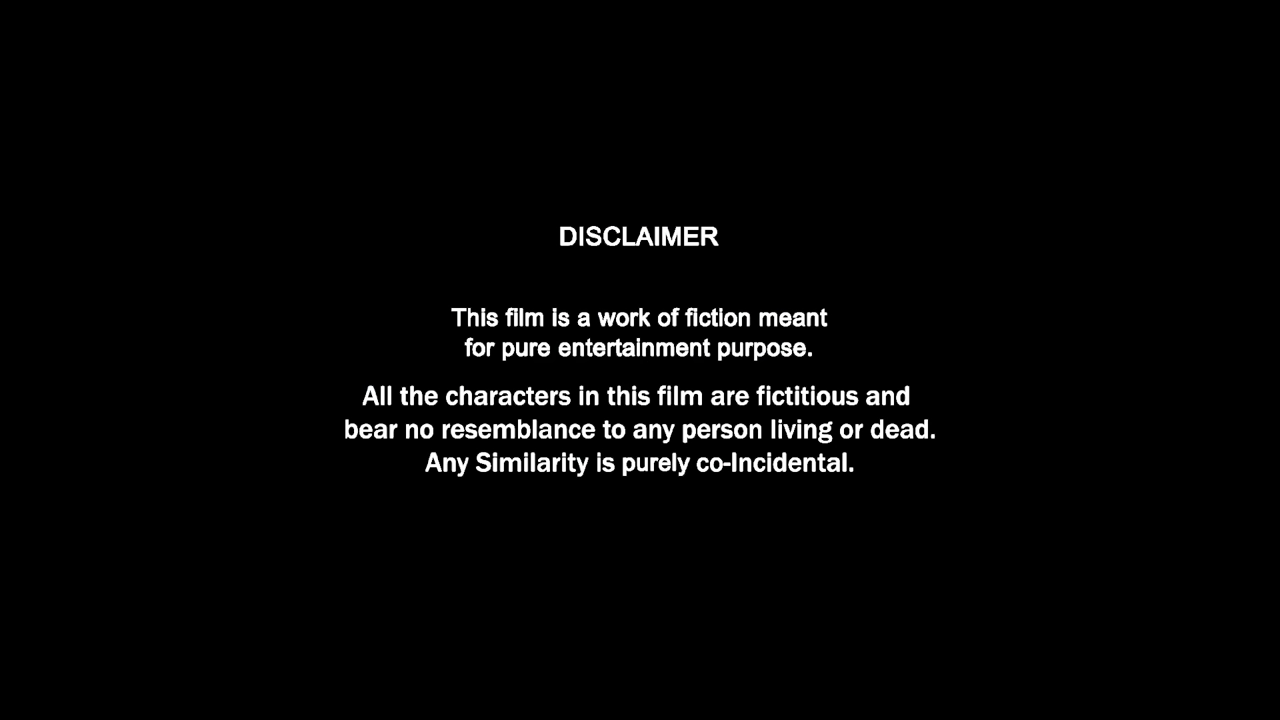 DISCLAIMER
This film is a work of fiction meant
for pure entertainment purpose.
All the characters in this film are fictitious and
bear no resemblance to any person living or dead.
Any Similarity is purely co-Incidental.